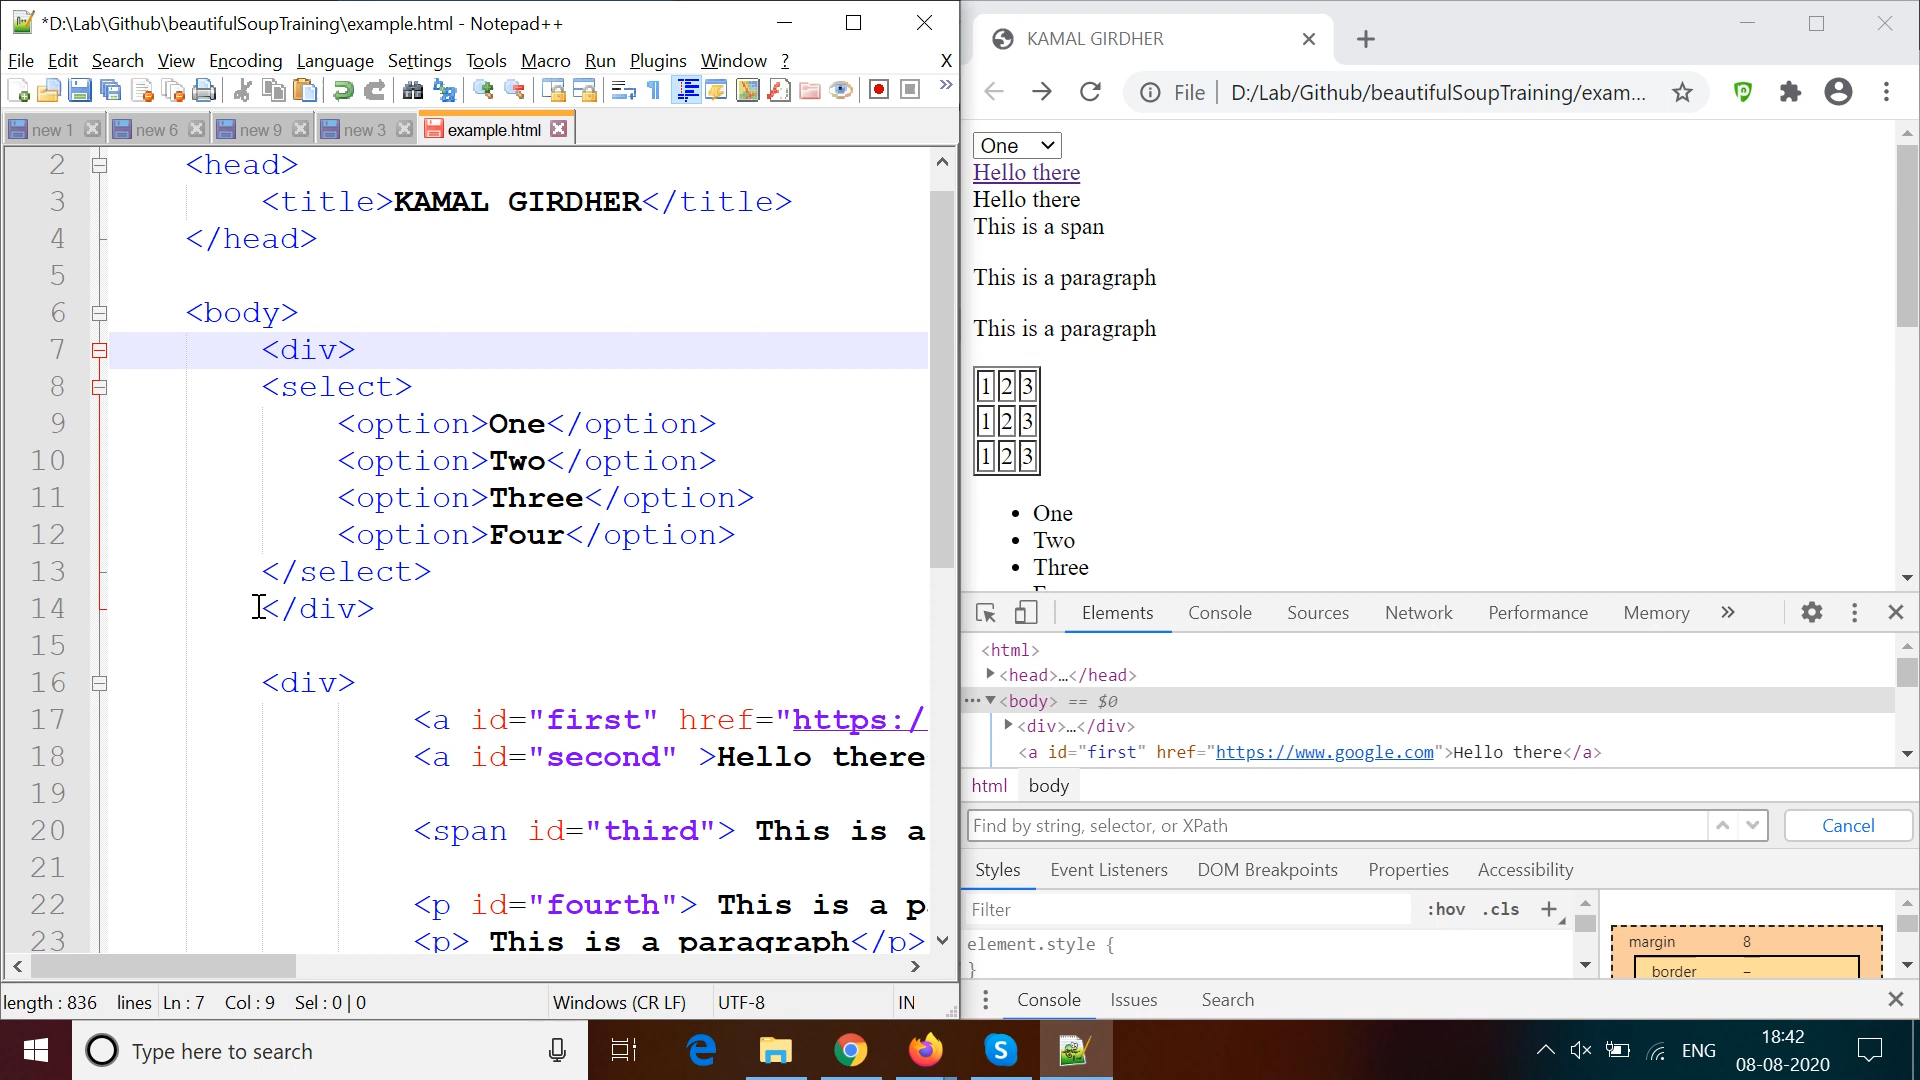 *D:\Lab\Github\beautifulSoupTraining\example.html - Notepad++
File Edit Search View Encoding Language Settings Tools Macro Run Plugins Window ? X
new 1 new 6 new 9 new 3 example.html
2 <head>
3 <title>KAMAL GIRDHER</title>
4 </head>
5
6 <body>
7 <div>
8 <select>
9 <option>One</option>
10 <option>Two</option>
11 <option>Three</option>
12 <option>Four</option>
13 </select>
14 </div>
15
16 <div>
17 <a id="first" href="https:/
18 <a id="second" >Hello there
19
20 <span id="third"> This is a
21
22 <p id="fourth"> This is a p
23 <p> This is a paragraph</p>
length : 836 lines Ln : 7 Col : 9 Sel : 0 | 0 Windows (CR LF) UTF-8 IN
KAMAL GIRDHER
File D:/Lab/Github/beautifulSoupTraining/exam...
One
Hello there
Hello there
This is a span
This is a paragraph
This is a paragraph
1 2 3
1 2 3
1 2 3
• One
• Two
• Three
Elements Console Sources Network Performance Memory »
<html>
<head>…</head>
<body> == $0
<div>…</div>
<a id="first" href="https://www.google.com">Hello there</a>
html body
Find by string, selector, or XPath Cancel
Styles Event Listeners DOM Breakpoints Properties Accessibility
Filter :hov .cls +
element.style {
}
margin 8
border –
Console Issues Search
Type here to search
ENG
18:42
08-08-2020